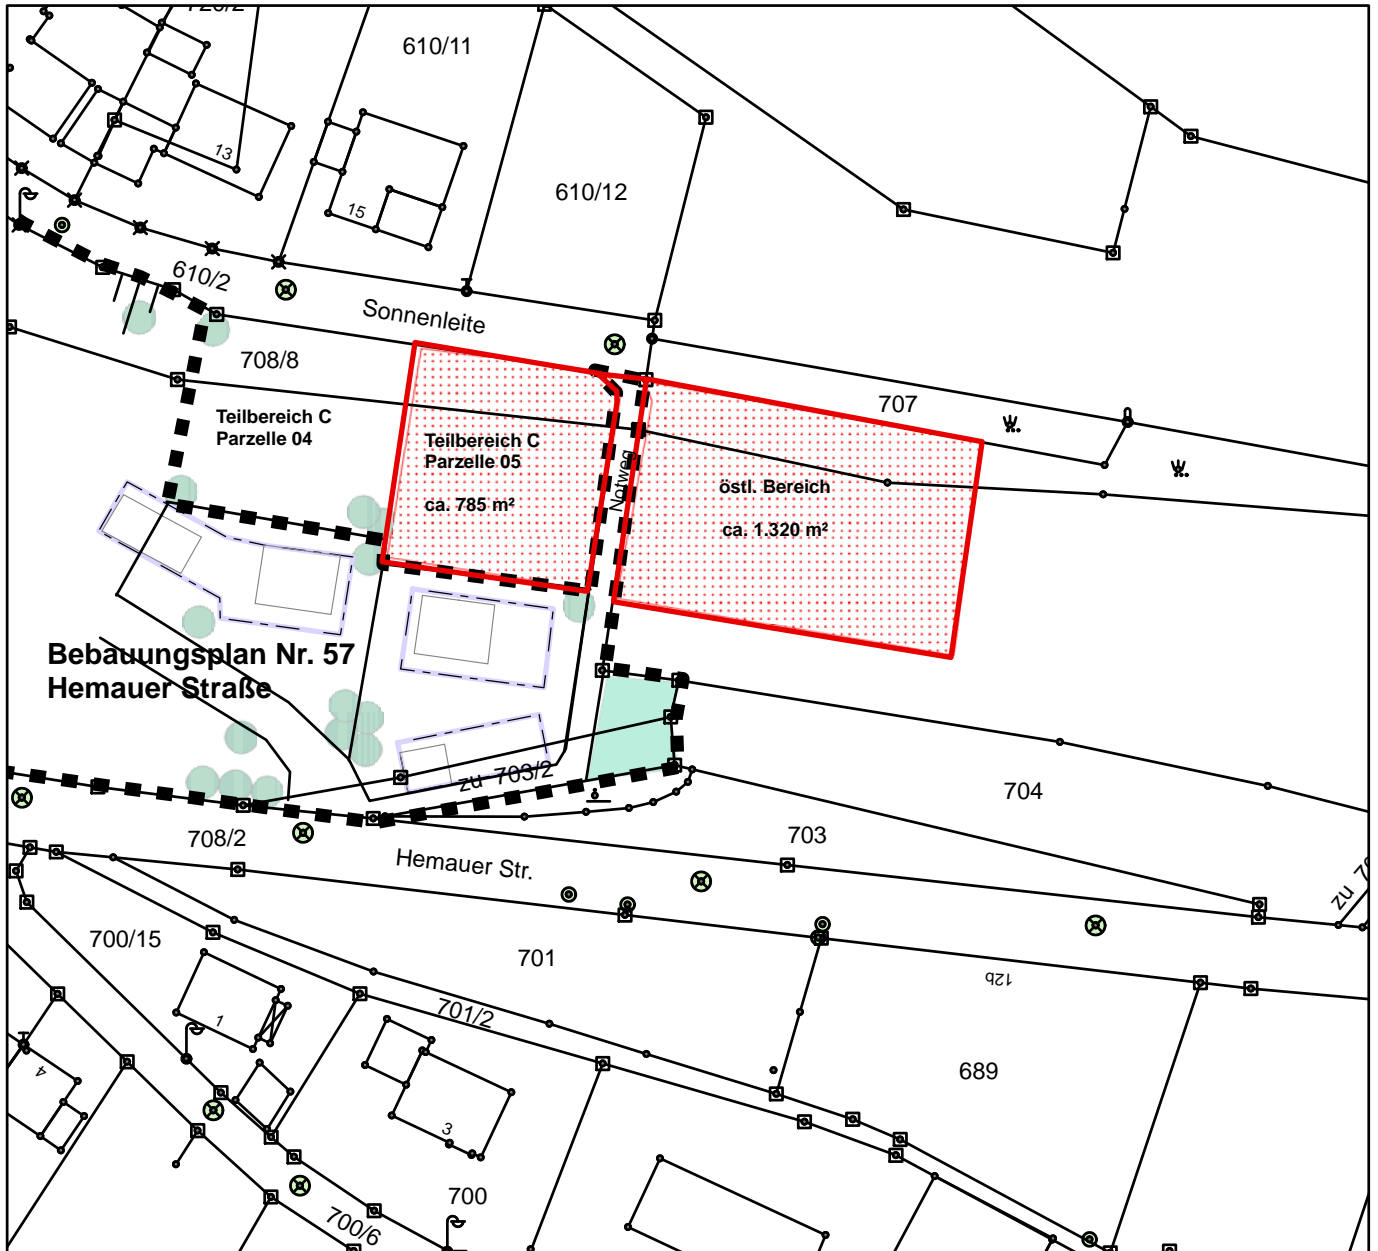 610/11
13
15
610/12
610/2
Sonnenleite
708/8
707
Teilbereich C
Parzelle 04
Teilbereich C
Parzelle 05
ca. 785 m²
Notweg
östl. Bereich
ca. 1.320 m²
Bebauungsplan Nr. 57
Hemauer Straße
zu 703/2
704
703
708/2
Hemauer Str.
700/15
701
12b
701/2
1
4
3
689
700
700/6